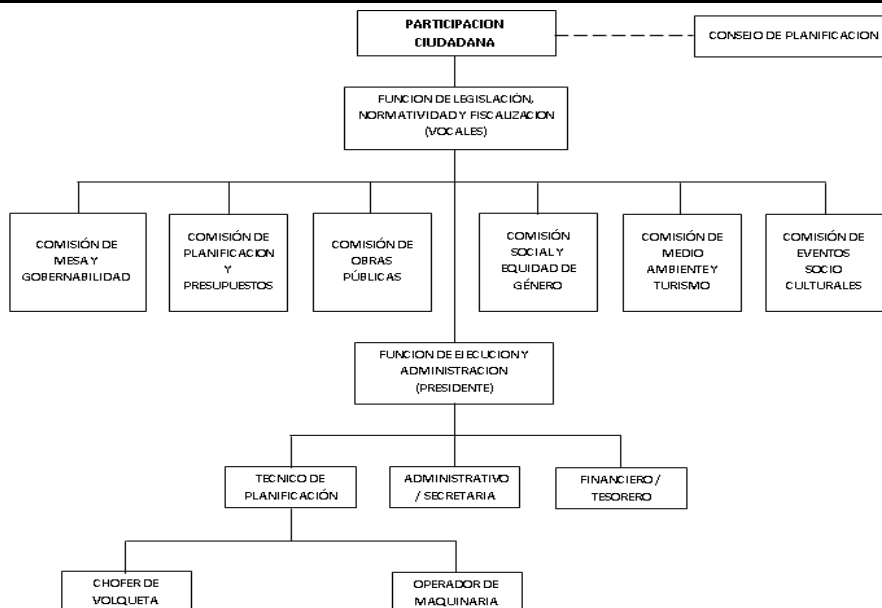 PARTICIPACION
CIUDADANA
CONSEJO DE PLANIFICACION
FUNCION DE LEGISLACIÓN,
NORMATIVIDAD Y FISCALIZACION
(VOCALES)
COMISIÓN DE
MESA Y
GOBERNABILIDAD
COMISIÓN DE
PLANIFICACION
Y
PRESUPUESTOS
COMISIÓN DE
OBRAS
PÚBLICAS
COMISIÓN
SOCIAL Y
EQUIDAD DE
GÉNERO
COMISIÓN DE
MEDIO
AMBIENTE Y
TURISMO
COMISIÓN DE
EVENTOS
SOCIO
CULTURALES
FUNCION DE EJECUCION Y
ADMINISTRACION
(PRESIDENTE)
TECNICO DE
PLANIFICACIÓN
ADMINISTRATIVO
/ SECRETARIA
FINANCIERO /
TESORERO
CHOFER DE
VOLQUETA
OPERADOR DE
MAQUINARIA